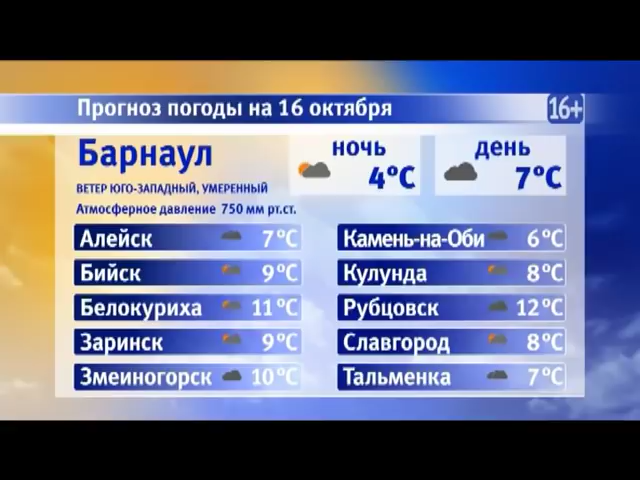 Прогноз погоды на 16 октября 16+
Барнаул
ВЕТЕР ЮГО-ЗАПАДНЫЙ, УМЕРЕННЫЙ
Атмосферное давление 750 мм рт.ст.
ночь
4°C
день
7°C
Алейск 7°C
Бийск 9°C
Белокуриха 11°C
Заринск 9°C
Змеиногорск 10°C
Камень-на-Оби 6°C
Кулунда 8°C
Рубцовск 12°C
Славгород 8°C
Тальменка 7°C